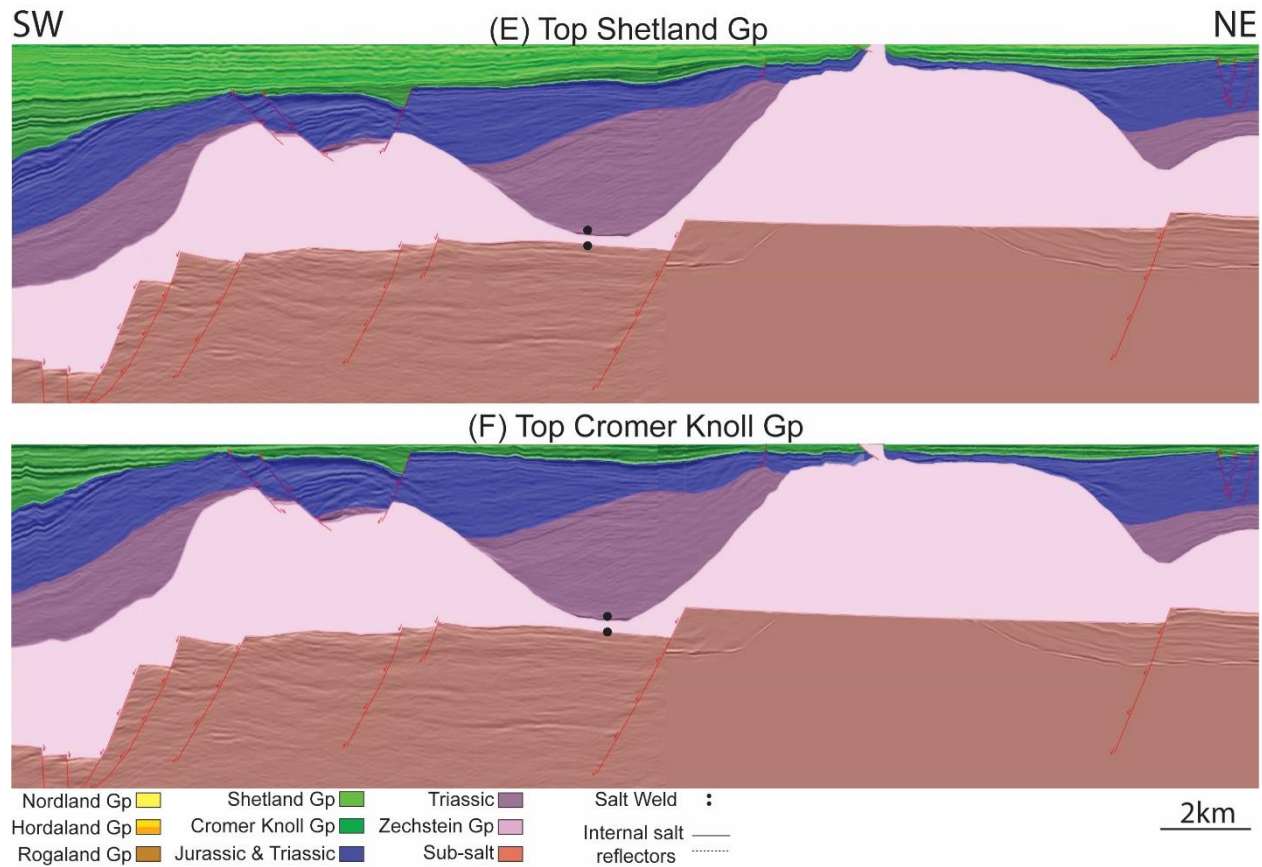 SW
(E) Top Shetland Gp
NE
(F) Top Cromer Knoll Gp
Nordland Gp
Shetland Gp
Triassic
Salt Weld
Hordaland Gp
Cromer Knoll Gp
Zechstein Gp
Internal salt
reflectors
Rogaland Gp
Jurassic & Triassic
Sub-salt
2km